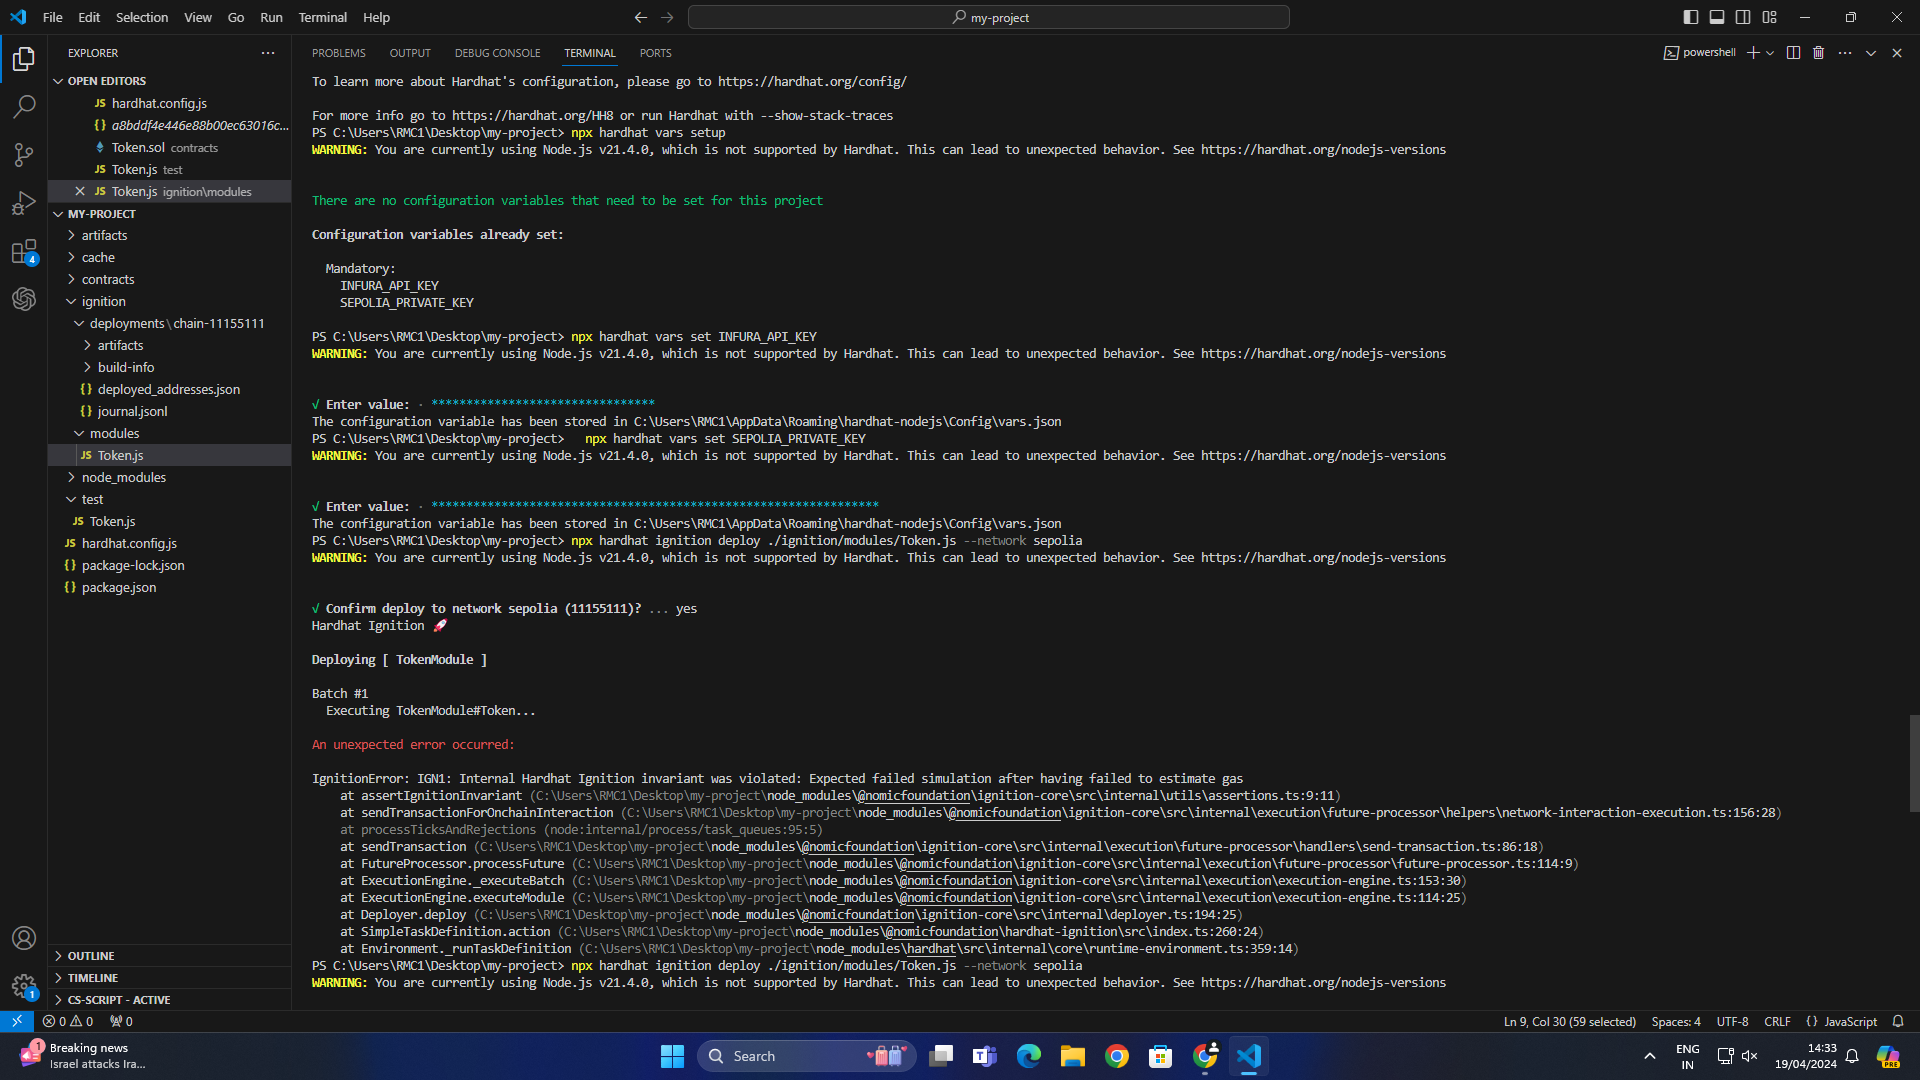 File Edit Selection View Go Run Terminal Help
my-project
EXPLORER
OPEN EDITORS
JS hardhat.config.js
{} a8bddf4e446e88b00ec63016c...
Token.sol contracts
JS Token.js test
JS Token.js ignition\modules
MY-PROJECT
artifacts
cache
contracts
ignition
deployments\chain-11155111
artifacts
build-info
{} deployed_addresses.json
{} journal.jsonl
modules
JS Token.js
node_modules
test
JS Token.js
JS hardhat.config.js
{} package-lock.json
{} package.json
OUTLINE
TIMELINE
CS-SCRIPT - ACTIVE
4
1
PROBLEMS OUTPUT DEBUG CONSOLE TERMINAL PORTS
powershell
To learn more about Hardhat's configuration, please go to https://hardhat.org/config/
For more info go to https://hardhat.org/HH8 or run Hardhat with --show-stack-traces
PS C:\Users\RMC1\Desktop\my-project> npx hardhat vars setup
WARNING: You are currently using Node.js v21.4.0, which is not supported by Hardhat. This can lead to unexpected behavior. See https://hardhat.org/nodejs-versions
There are no configuration variables that need to be set for this project
Configuration variables already set:
Mandatory:
INFURA_API_KEY
SEPOLIA_PRIVATE_KEY
PS C:\Users\RMC1\Desktop\my-project> npx hardhat vars set INFURA_API_KEY
WARNING: You are currently using Node.js v21.4.0, which is not supported by Hardhat. This can lead to unexpected behavior. See https://hardhat.org/nodejs-versions
√ Enter value: · ********************************
The configuration variable has been stored in C:\Users\RMC1\AppData\Roaming\hardhat-nodejs\Config\vars.json
PS C:\Users\RMC1\Desktop\my-project>   npx hardhat vars set SEPOLIA_PRIVATE_KEY
WARNING: You are currently using Node.js v21.4.0, which is not supported by Hardhat. This can lead to unexpected behavior. See https://hardhat.org/nodejs-versions
√ Enter value: · ****************************************************************
The configuration variable has been stored in C:\Users\RMC1\AppData\Roaming\hardhat-nodejs\Config\vars.json
PS C:\Users\RMC1\Desktop\my-project> npx hardhat ignition deploy ./ignition/modules/Token.js --network sepolia
WARNING: You are currently using Node.js v21.4.0, which is not supported by Hardhat. This can lead to unexpected behavior. See https://hardhat.org/nodejs-versions
√ Confirm deploy to network sepolia (11155111)? ... yes
Hardhat Ignition 🚀
Deploying [ TokenModule ]
Batch #1
Executing TokenModule#Token...
An unexpected error occurred:
IgnitionError: IGN1: Internal Hardhat Ignition invariant was violated: Expected failed simulation after having failed to estimate gas
at assertIgnitionInvariant (C:\Users\RMC1\Desktop\my-project\node_modules\@nomicfoundation\ignition-core\src\internal\utils\assertions.ts:9:11)
at sendTransactionForOnchainInteraction (C:\Users\RMC1\Desktop\my-project\node_modules\@nomicfoundation\ignition-core\src\internal\execution\future-processor\helpers\network-interaction-execution.ts:156:28)
at processTicksAndRejections (node:internal/process/task_queues:95:5)
at sendTransaction (C:\Users\RMC1\Desktop\my-project\node_modules\@nomicfoundation\ignition-core\src\internal\execution\future-processor\handlers\send-transaction.ts:86:18)
at FutureProcessor.processFuture (C:\Users\RMC1\Desktop\my-project\node_modules\@nomicfoundation\ignition-core\src\internal\execution\future-processor\future-processor.ts:114:9)
at ExecutionEngine._executeBatch (C:\Users\RMC1\Desktop\my-project\node_modules\@nomicfoundation\ignition-core\src\internal\execution\execution-engine.ts:153:30)
at ExecutionEngine.executeModule (C:\Users\RMC1\Desktop\my-project\node_modules\@nomicfoundation\ignition-core\src\internal\execution\execution-engine.ts:114:25)
at Deployer.deploy (C:\Users\RMC1\Desktop\my-project\node_modules\@nomicfoundation\ignition-core\src\internal\deployer.ts:194:25)
at SimpleTaskDefinition.action (C:\Users\RMC1\Desktop\my-project\node_modules\@nomicfoundation\hardhat-ignition\src\index.ts:260:24)
at Environment._runTaskDefinition (C:\Users\RMC1\Desktop\my-project\node_modules\hardhat\src\internal\core\runtime-environment.ts:359:14)
PS C:\Users\RMC1\Desktop\my-project> npx hardhat ignition deploy ./ignition/modules/Token.js --network sepolia
WARNING: You are currently using Node.js v21.4.0, which is not supported by Hardhat. This can lead to unexpected behavior. See https://hardhat.org/nodejs-versions
0 0 0
Ln 9, Col 30 (59 selected) Spaces: 4 UTF-8 CRLF {} JavaScript
1
Breaking news
Israel attacks Ira...
Search
ENG
IN
14:33
19/04/2024
PRE